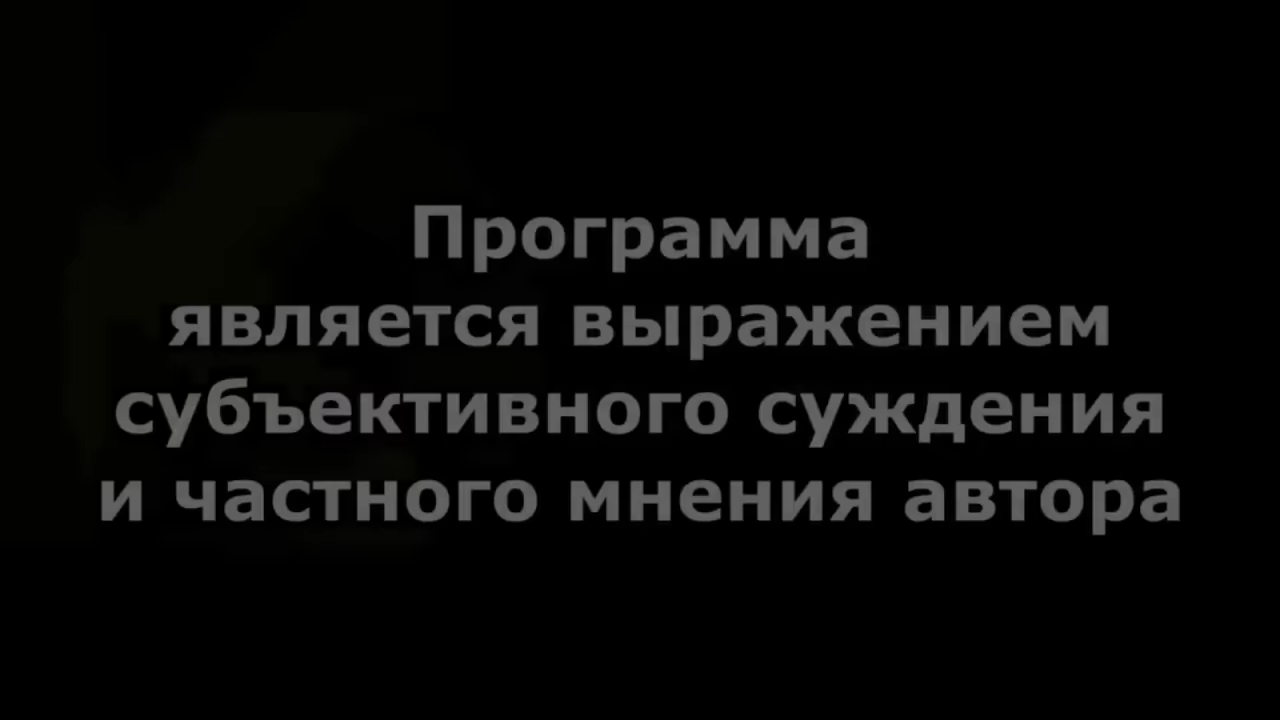 Программа
является выражением
субъективного суждения
и частного мнения автора